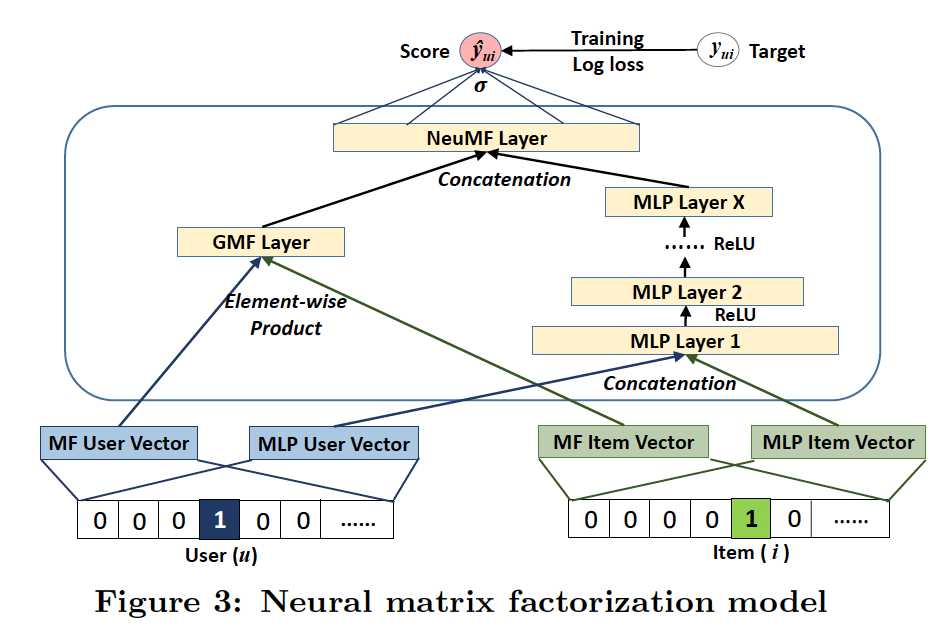 Score
ŷui
Training
Log loss
yui
Target
σ
NeuMF Layer
Concatenation
MLP Layer X
GMF Layer
...... ReLU
Element-wise
Product
MLP Layer 2
ReLU
MLP Layer 1
Concatenation
MF User Vector
MLP User Vector
MF Item Vector
MLP Item Vector
0 0 0 1 0 0 ......
0 0 0 0 1 0 ......
User (u)
Item ( i )
Figure 3: Neural matrix factorization model